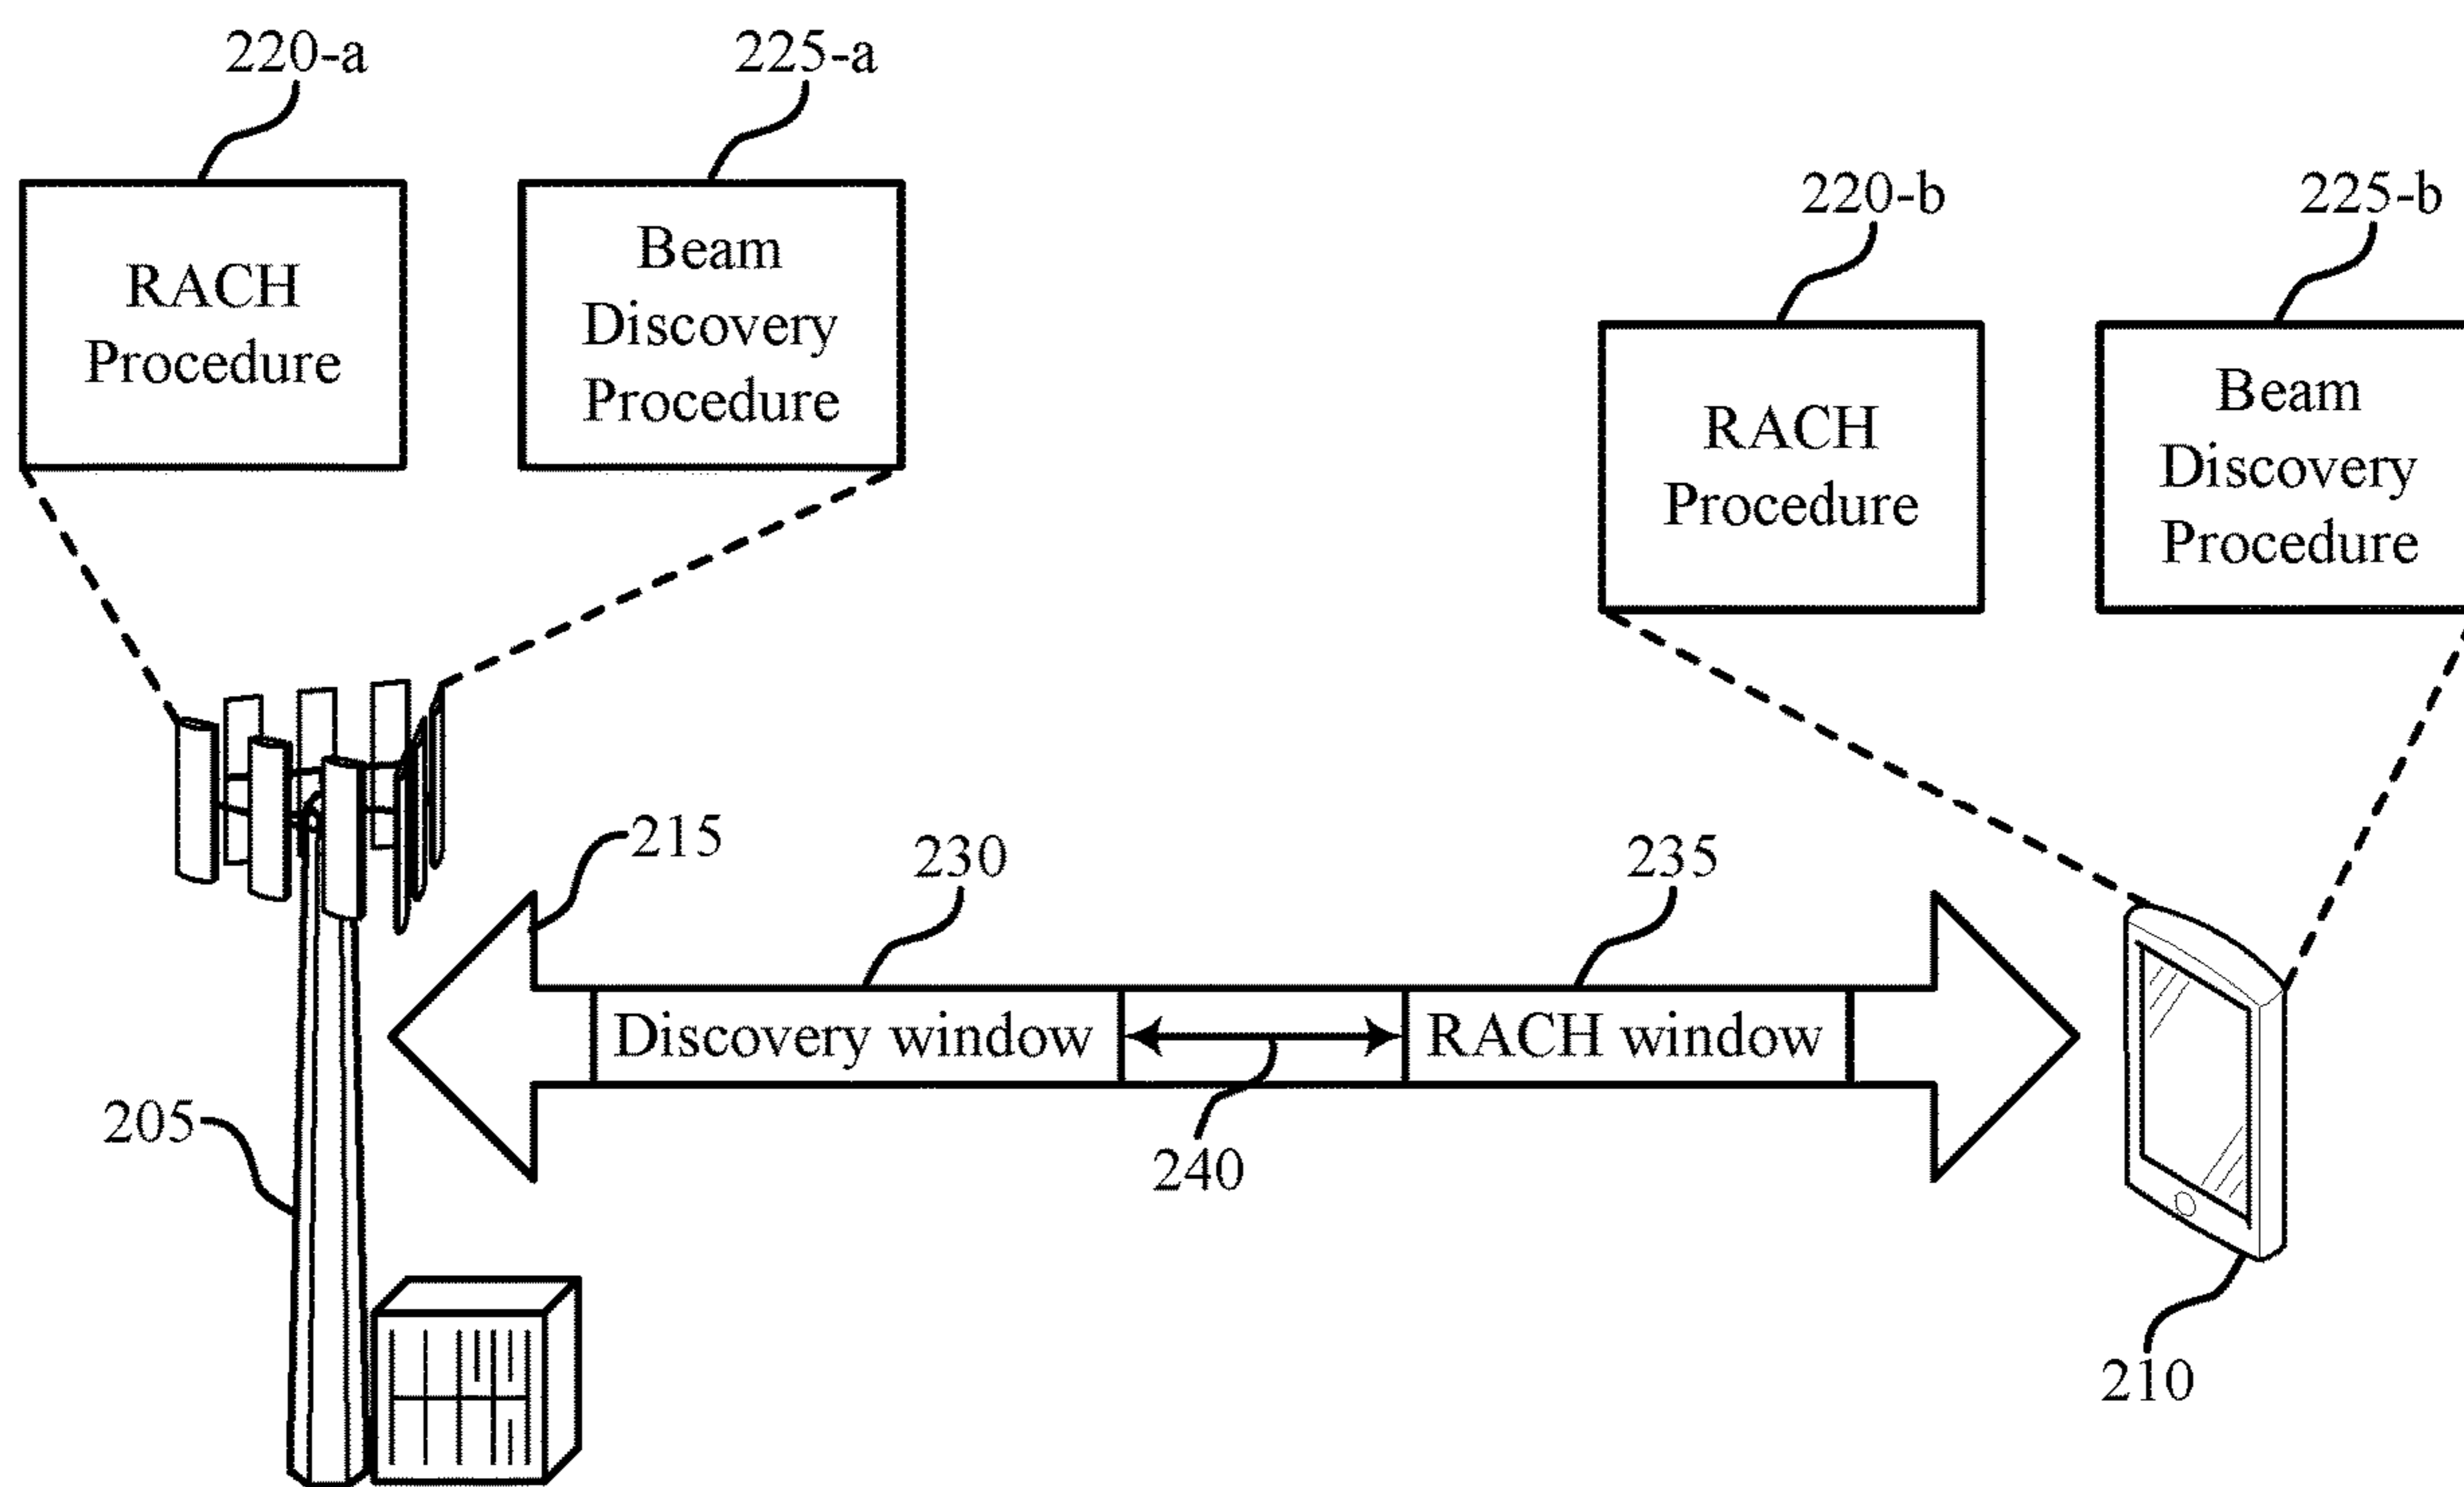 220-a
225-a
RACH
Procedure
Beam
Discovery
Procedure
220-b
225-b
RACH
Procedure
Beam
Discovery
Procedure
215
230
235
Discovery window
RACH window
205
240
210